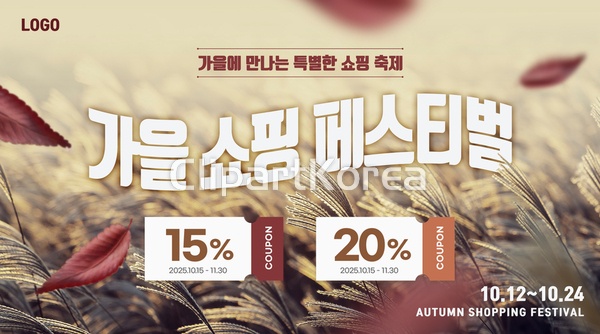 LOGO
가을에 만나는 특별한 쇼핑 축제
가을 쇼핑 페스티벌
ClipartKorea
15%
2025.10.15 - 11.30
COUPON
20%
2025.10.15 - 11.30
COUPON
10.12~10.24
AUTUMN SHOPPING FESTIVAL